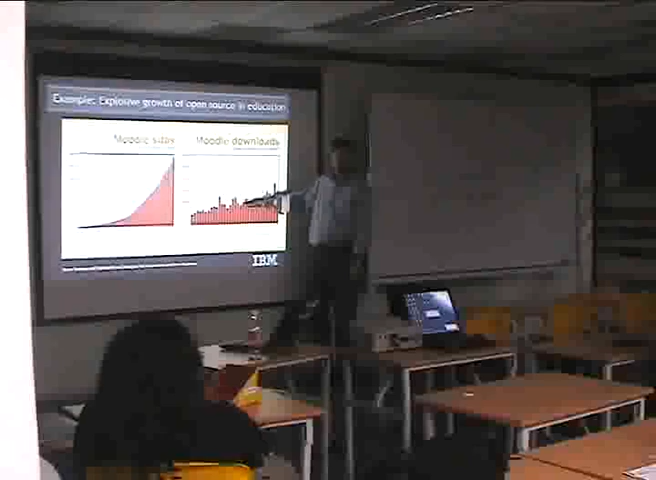 Example: Explosive growth of open source in education
Moodle sites Moodle downloads
IBM